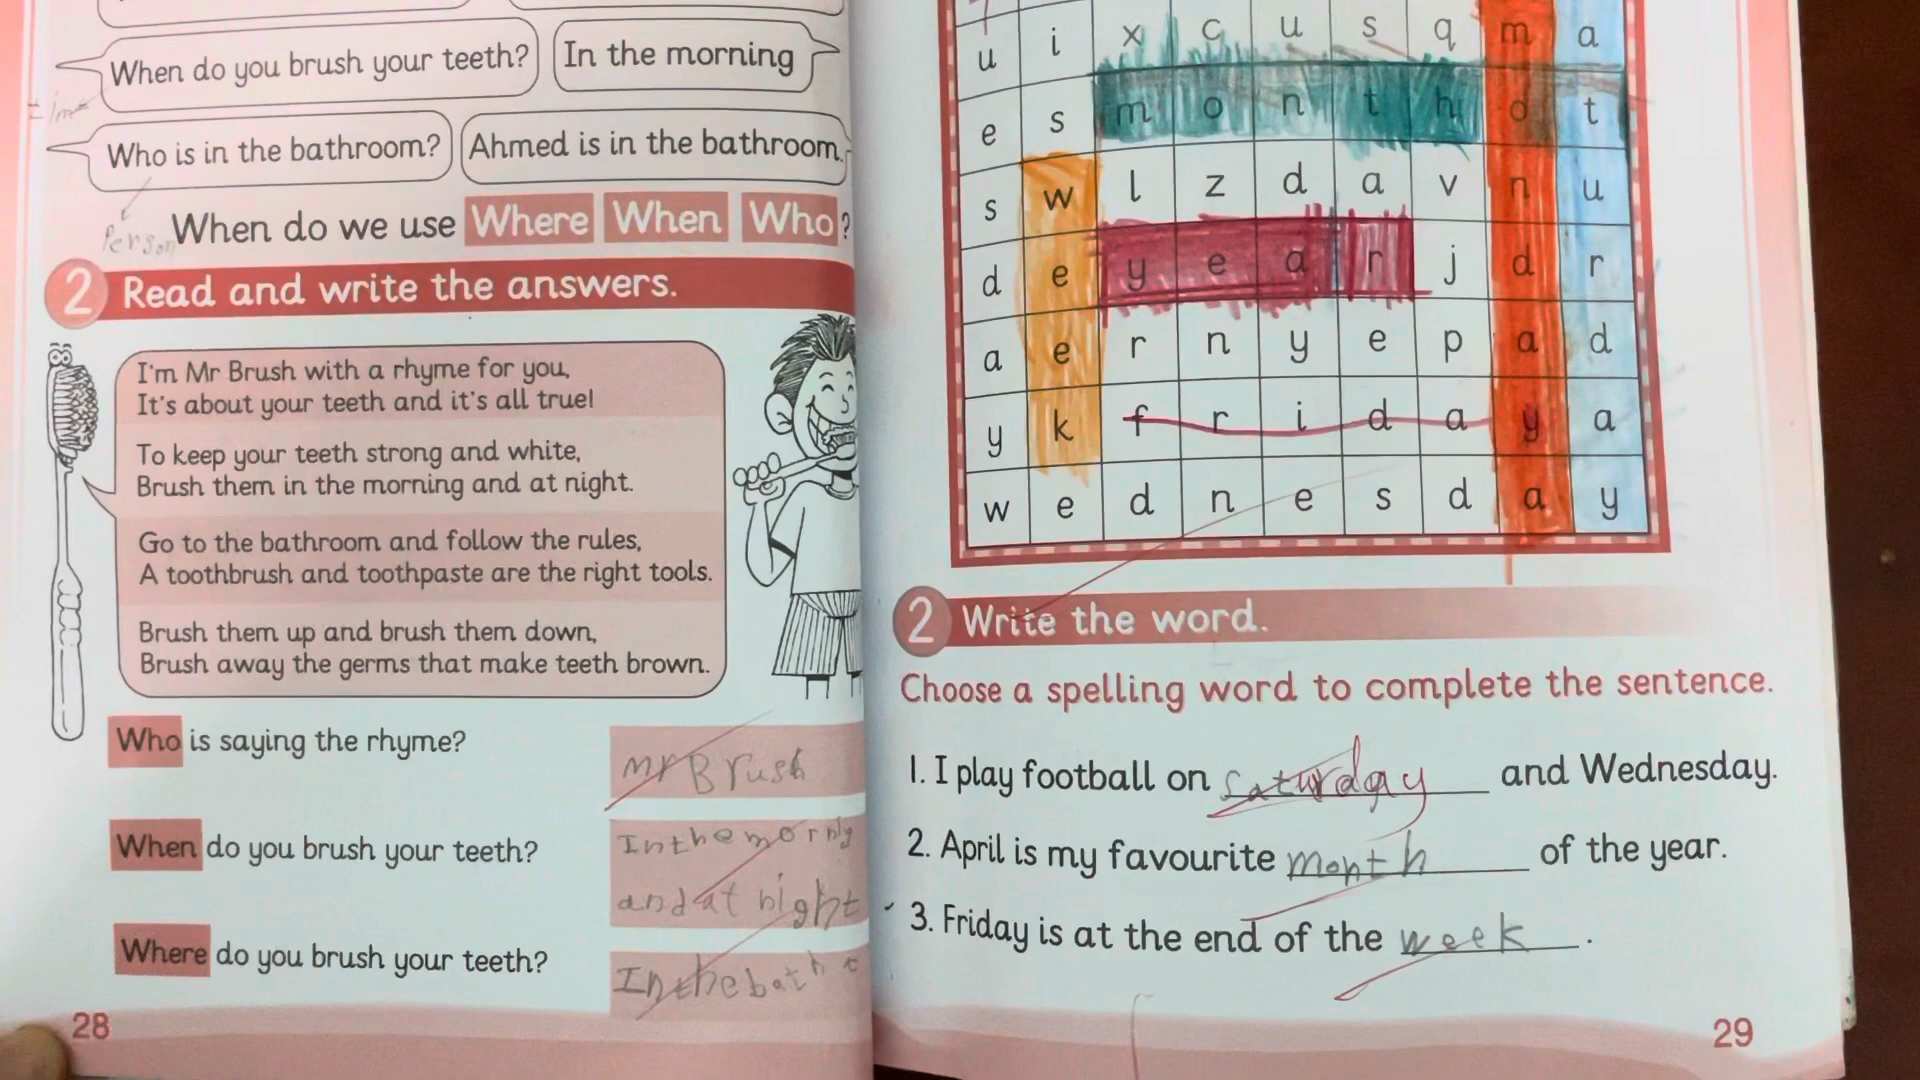 When do you brush your teeth? In the morning
Time
Who is in the bathroom? Ahmed is in the bathroom.
Person
When do we use Where When Who?
2 Read and write the answers.
I'm Mr Brush with a rhyme for you,
It's about your teeth and it's all true!
To keep your teeth strong and white,
Brush them in the morning and at night.
Go to the bathroom and follow the rules,
A toothbrush and toothpaste are the right tools.
Brush them up and brush them down,
Brush away the germs that make teeth brown.
Who is saying the rhyme?
Mr Brush
When do you brush your teeth?
In the morn
and at night
Where do you brush your teeth?
In the bath
28
u i x c u s q m a
e s m o n t h o t
s w l z d a v n u
d e y e a r j d r
a e r n y e p a d
y k f r i d a y a
w e d n e s d a y
2 Write the word.
Choose a spelling word to complete the sentence.
1. I play football on saturday and Wednesday.
2. April is my favourite month of the year.
3. Friday is at the end of the week.
29